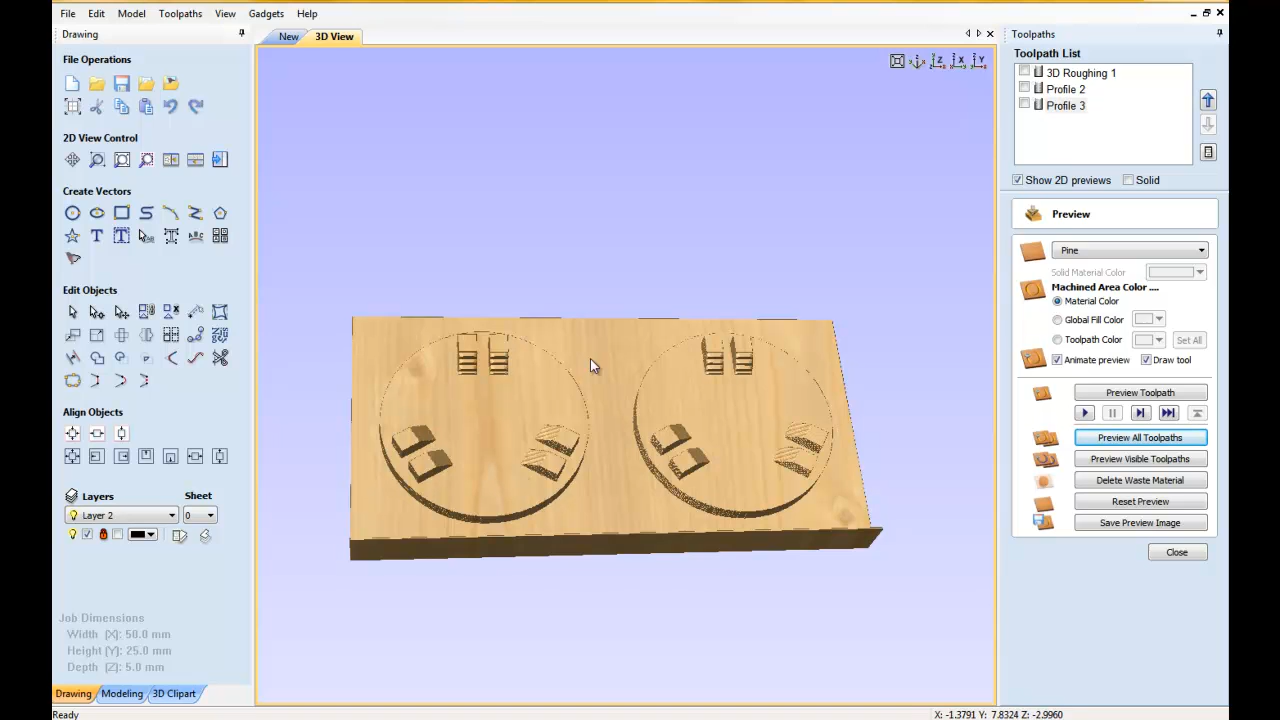 File Edit Model Toolpaths View Gadgets Help
Drawing
File Operations
2D View Control
Create Vectors
Edit Objects
Align Objects
Layers Sheet
Layer 2 0
Job Dimensions
Width [X]: 50.0 mm
Height [Y]: 25.0 mm
Depth [Z]: 5.0 mm
Drawing Modeling 3D Clipart
Ready
New 3D View
Z X Y
Toolpaths
Toolpath List
3D Roughing 1
Profile 2
Profile 3
Show 2D previews Solid
Preview
Pine
Solid Material Color
Machined Area Color ....
Material Color
Global Fill Color
Toolpath Color Set All
Animate preview Draw tool
Preview Toolpath
Preview All Toolpaths
Preview Visible Toolpaths
Delete Waste Material
Reset Preview
Save Preview Image
Close
X: -1.3791 Y: 7.8324 Z: -2.9960